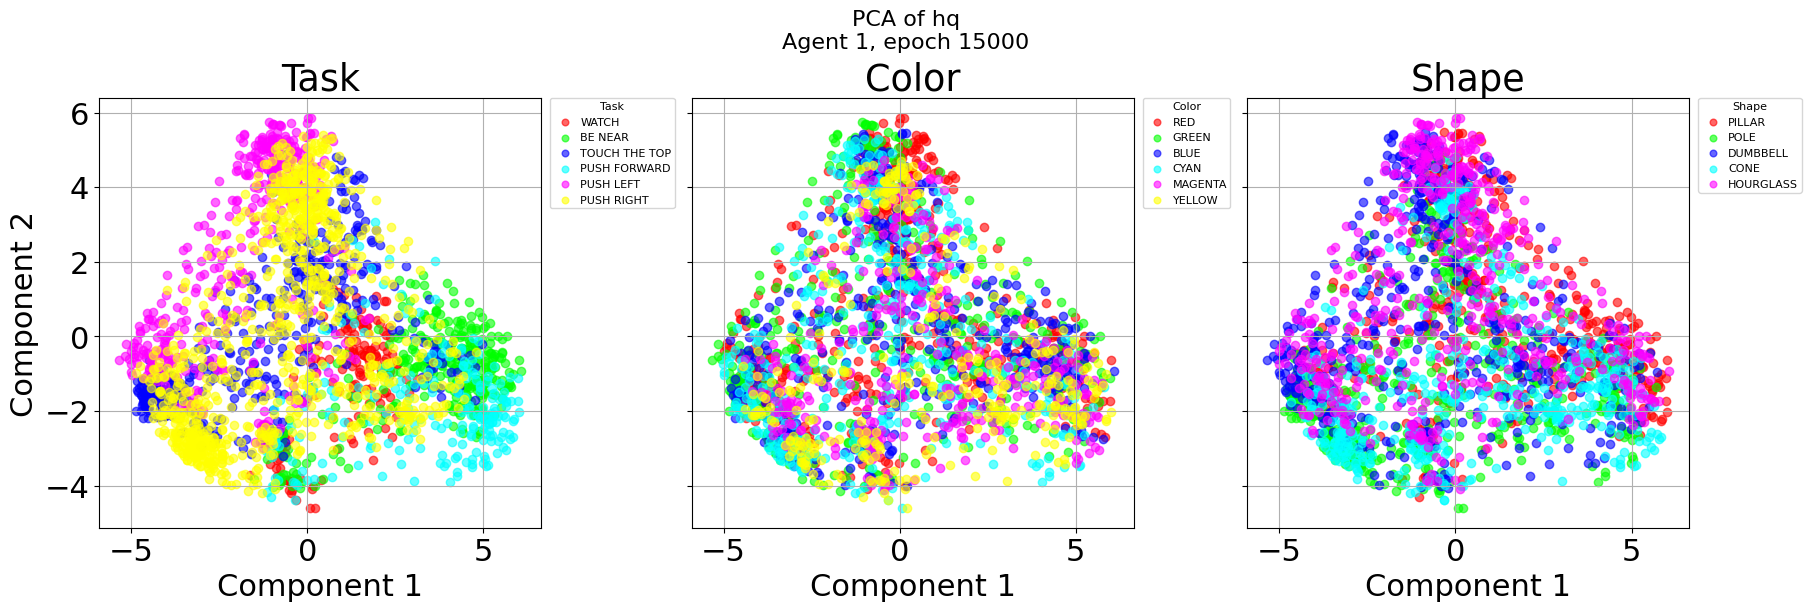 PCA of hq
Agent 1, epoch 15000
Task
Color
Shape
Component 2
6
4
2
0
−2
−4
−5 0 5
Component 1
−5 0 5
Component 1
−5 0 5
Component 1
Task
WATCH
BE NEAR
TOUCH THE TOP
PUSH FORWARD
PUSH LEFT
PUSH RIGHT
Color
RED
GREEN
BLUE
CYAN
MAGENTA
YELLOW
Shape
PILLAR
POLE
DUMBBELL
CONE
HOURGLASS